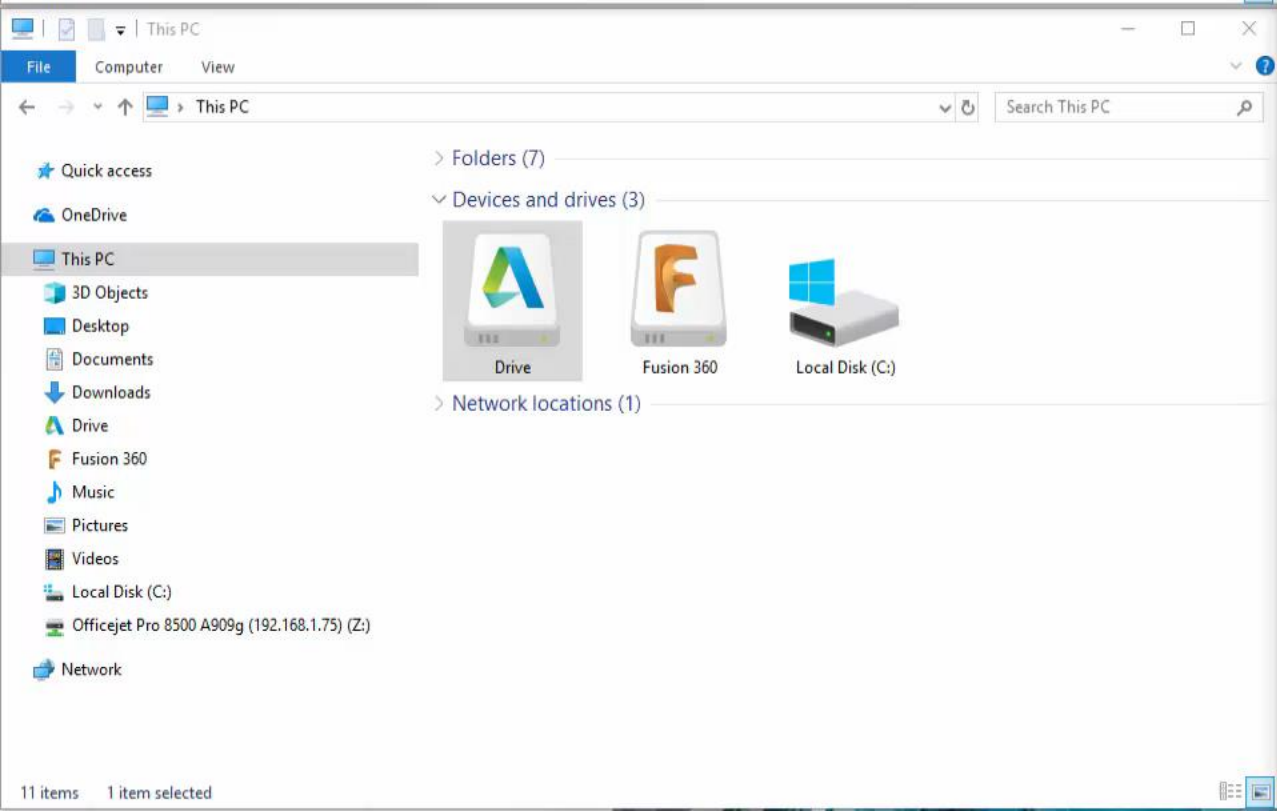 This PC
File Computer View
This PC Search This PC
Quick access
OneDrive
This PC
3D Objects
Desktop
Documents
Downloads
Drive
Fusion 360
Music
Pictures
Videos
Local Disk (C:)
Officejet Pro 8500 A909g (192.168.1.75) (Z:)
Network
Folders (7)
Devices and drives (3)
Drive Fusion 360 Local Disk (C:)
Network locations (1)
11 items 1 item selected